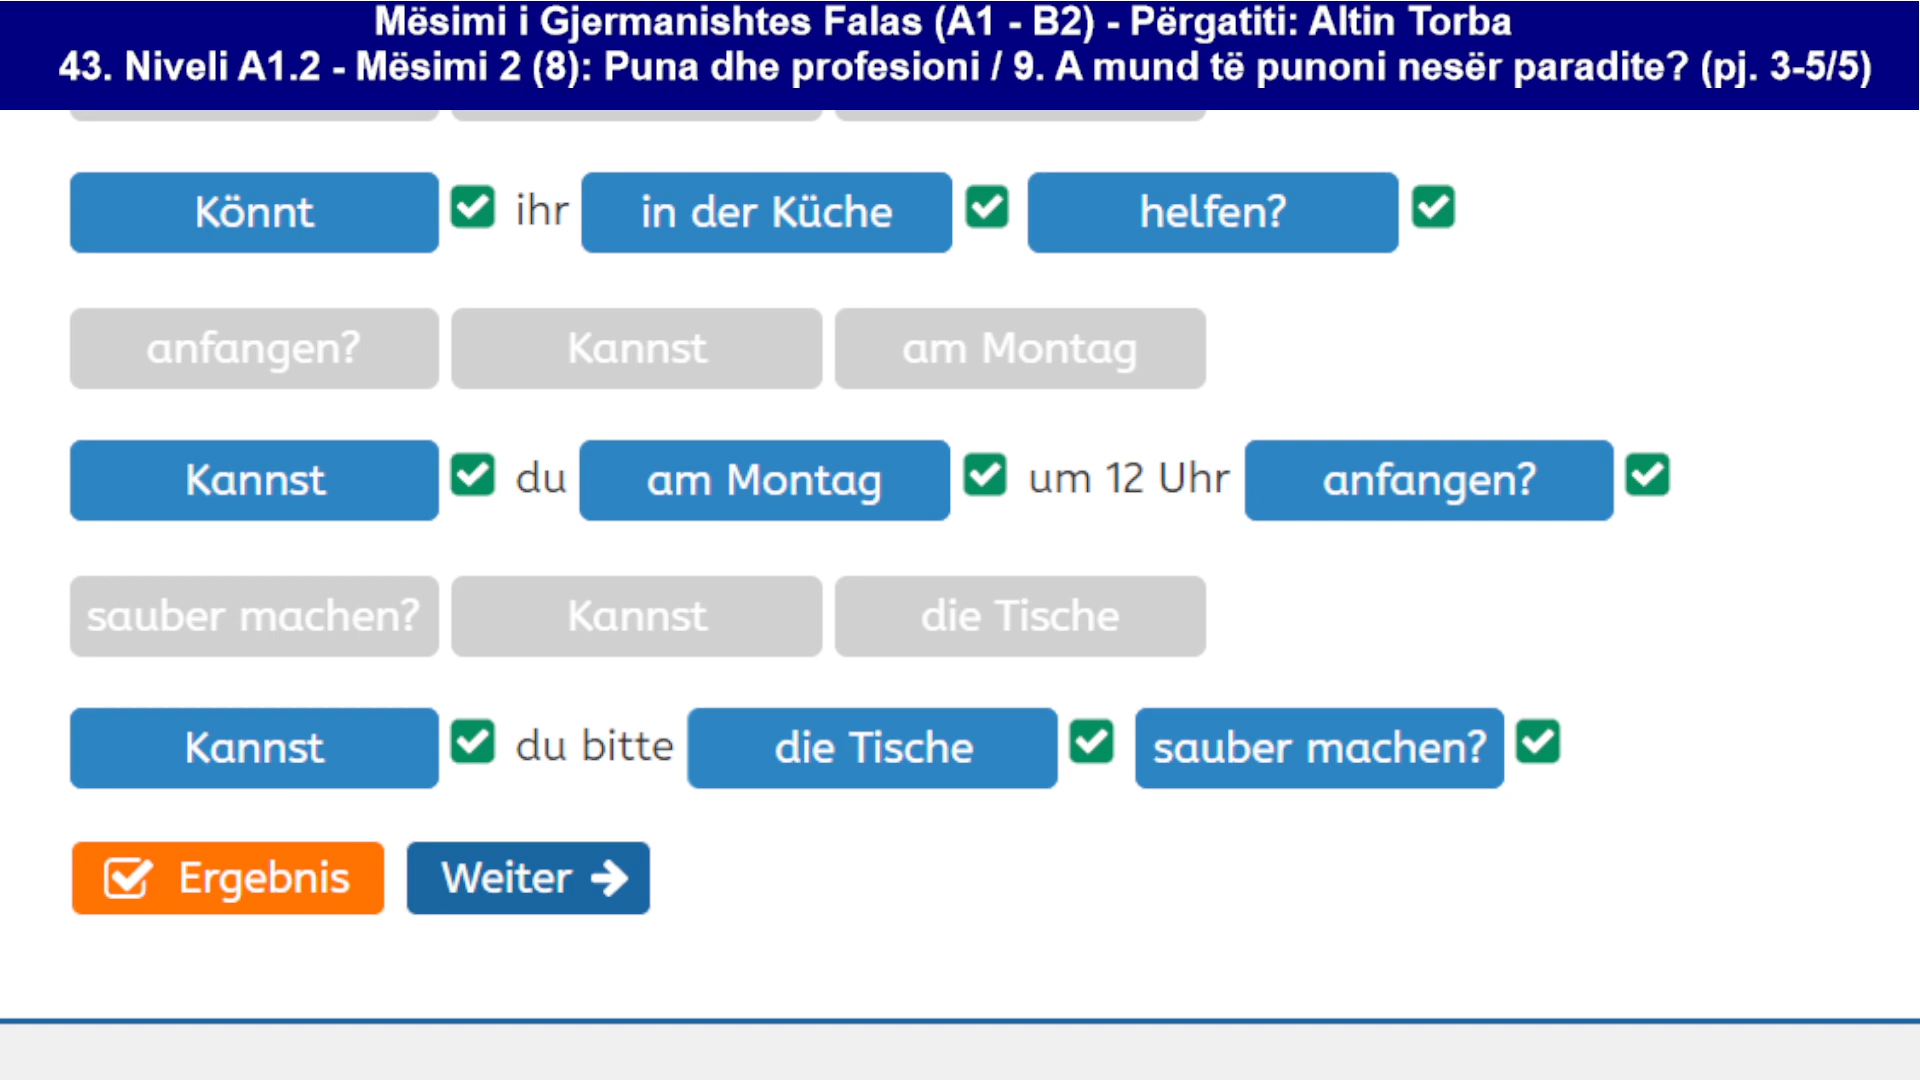 Mësimi i Gjermanishtes Falas (A1 - B2) - Përgatiti: Altin Torba
43. Niveli A1.2 - Mësimi 2 (8): Puna dhe profesioni / 9. A mund të punoni nesër paradite? (pj. 3-5/5)
Könnt ihr in der Küche helfen?
anfangen? Kannst am Montag
Kannst du am Montag um 12 Uhr anfangen?
sauber machen? Kannst die Tische
Kannst du bitte die Tische sauber machen?
Ergebnis Weiter